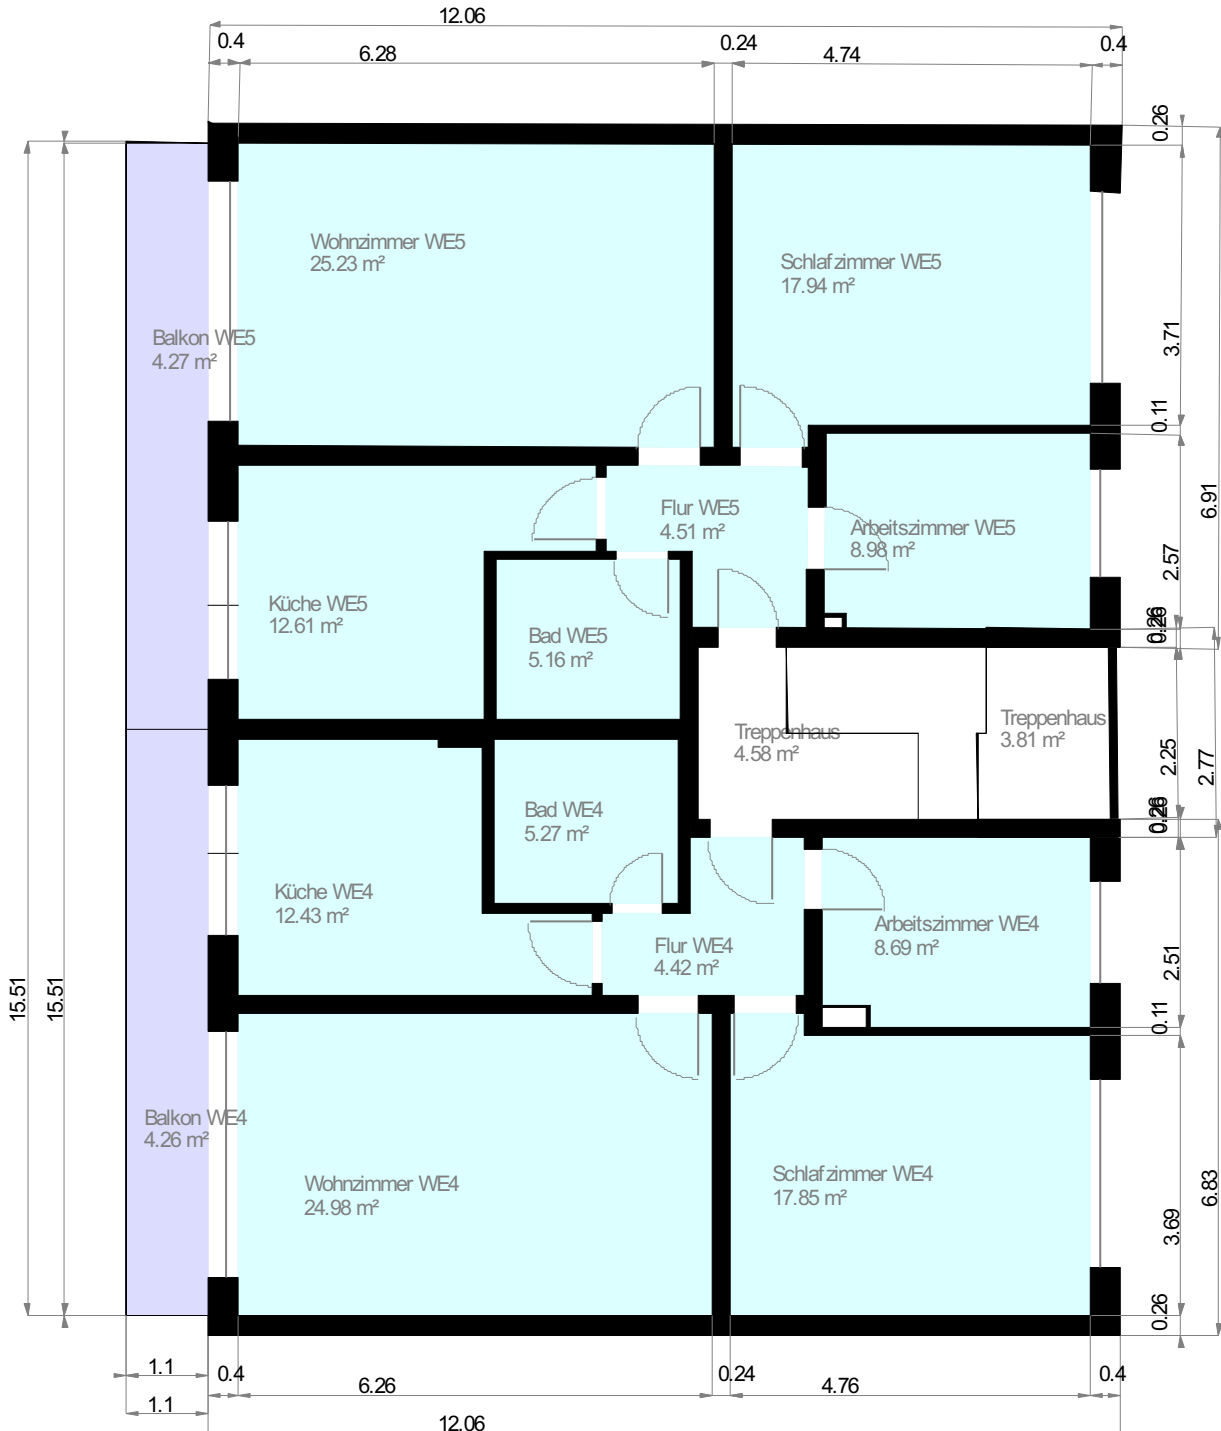 12.06
0.4
6.28
0.24
4.74
0.4
0.26
Wohnzimmer WE5
25.23 m²
Schlafzimmer WE5
17.94 m²
Balkon WE5
4.27 m²
3.71
0.11
6.91
Flur WE5
4.51 m²
Arbeitszimmer WE5
8.98 m²
2.57
Küche WE5
12.61 m²
Bad WE5
5.16 m²
0.26
Treppenhaus
4.58 m²
Treppenhaus
3.81 m²
2.25
2.77
Bad WE4
5.27 m²
0.26
Küche WE4
12.43 m²
Flur WE4
4.42 m²
Arbeitszimmer WE4
8.69 m²
2.51
15.51
15.51
0.11
Balkon WE4
4.26 m²
Wohnzimmer WE4
24.98 m²
Schlafzimmer WE4
17.85 m²
6.83
3.69
0.26
1.1
0.4
6.26
0.24
4.76
0.4
1.1
12.06